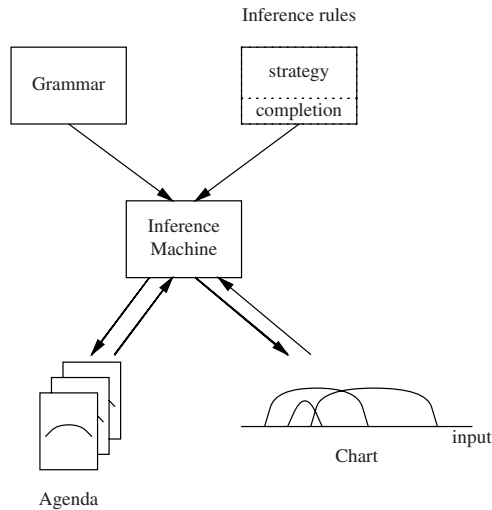 Inference rules
Grammar
strategy
completion
Inference
Machine
input
Chart
Agenda